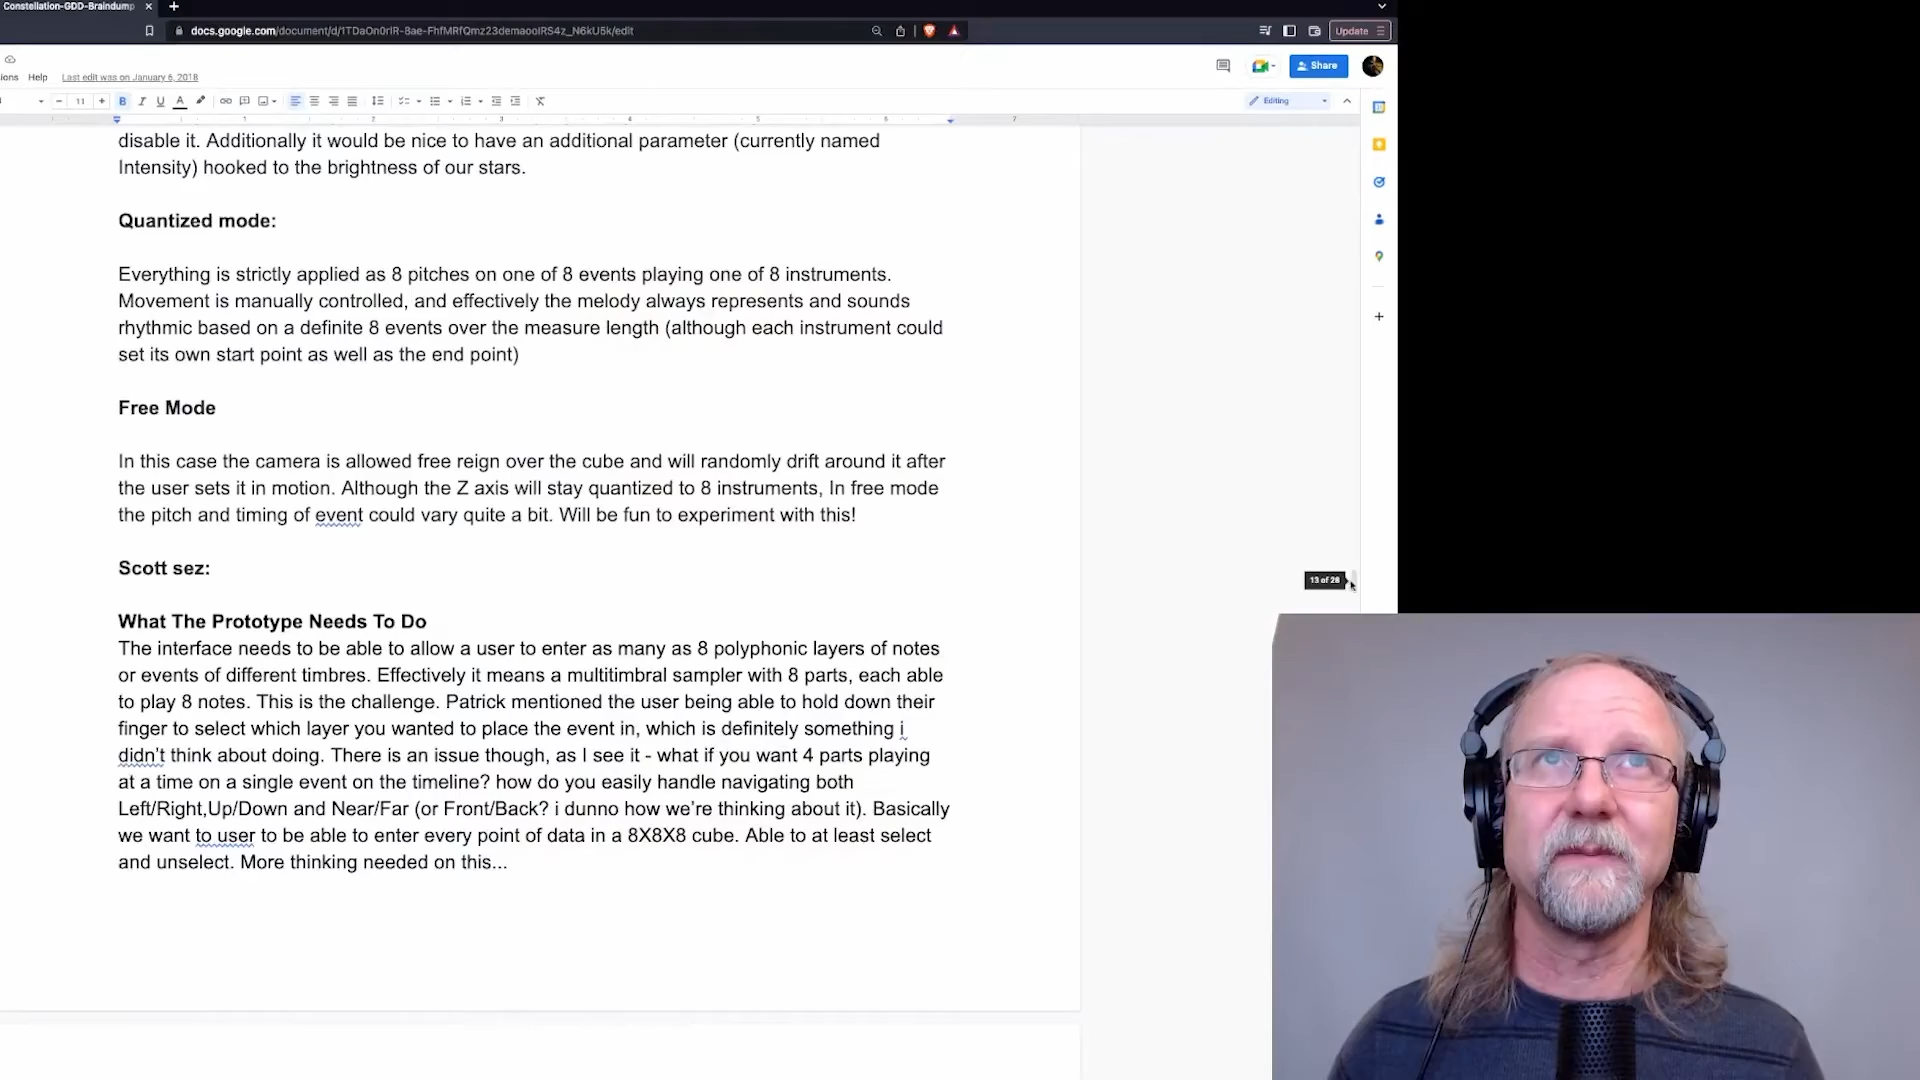 Constellation-GDD-Braindump
docs.google.com/document/d/1TDaOn0rIR-8ae-FhfMRfQmz23demaooIRS4z_N6kU5k/edit
Update
Help Last edit was on January 6, 2018
Share
11
Editing
1 2 3 4 5 6 7
disable it. Additionally it would be nice to have an additional parameter (currently named
Intensity) hooked to the brightness of our stars.
Quantized mode:
Everything is strictly applied as 8 pitches on one of 8 events playing one of 8 instruments.
Movement is manually controlled, and effectively the melody always represents and sounds
rhythmic based on a definite 8 events over the measure length (although each instrument could
set its own start point as well as the end point)
Free Mode
In this case the camera is allowed free reign over the cube and will randomly drift around it after
the user sets it in motion. Although the Z axis will stay quantized to 8 instruments, In free mode
the pitch and timing of event could vary quite a bit. Will be fun to experiment with this!
Scott sez:
13 of 28
What The Prototype Needs To Do
The interface needs to be able to allow a user to enter as many as 8 polyphonic layers of notes
or events of different timbres. Effectively it means a multitimbral sampler with 8 parts, each able
to play 8 notes. This is the challenge. Patrick mentioned the user being able to hold down their
finger to select which layer you wanted to place the event in, which is definitely something i
didn't think about doing. There is an issue though, as I see it - what if you want 4 parts playing
at a time on a single event on the timeline? how do you easily handle navigating both
Left/Right,Up/Down and Near/Far (or Front/Back? i dunno how we're thinking about it). Basically
we want to user to be able to enter every point of data in a 8X8X8 cube. Able to at least select
and unselect. More thinking needed on this...